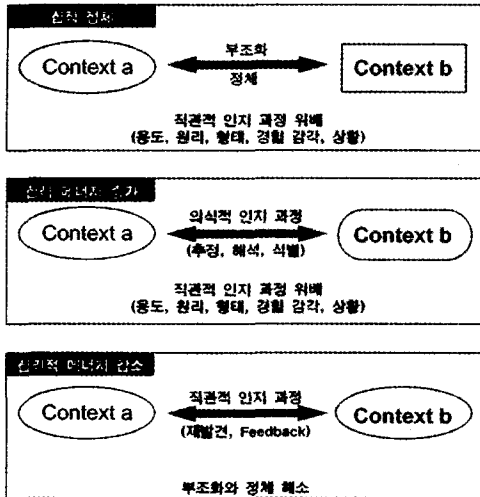 심적 정체
Context a
부조화
정체
Context b
직관적 인지 과정 위배
(용도, 원리, 형태, 경험 감각, 상황)
심적 에너지 증가
Context a
의식적 인지 과정
(추정, 해석, 식별)
Context b
직관적 인지 과정 위배
(용도, 원리, 형태, 경험 감각, 상황)
에너지 감소
Context a
직관적 인지 과정
(재발견, Feedback)
Context b
부조화와 정체 해소